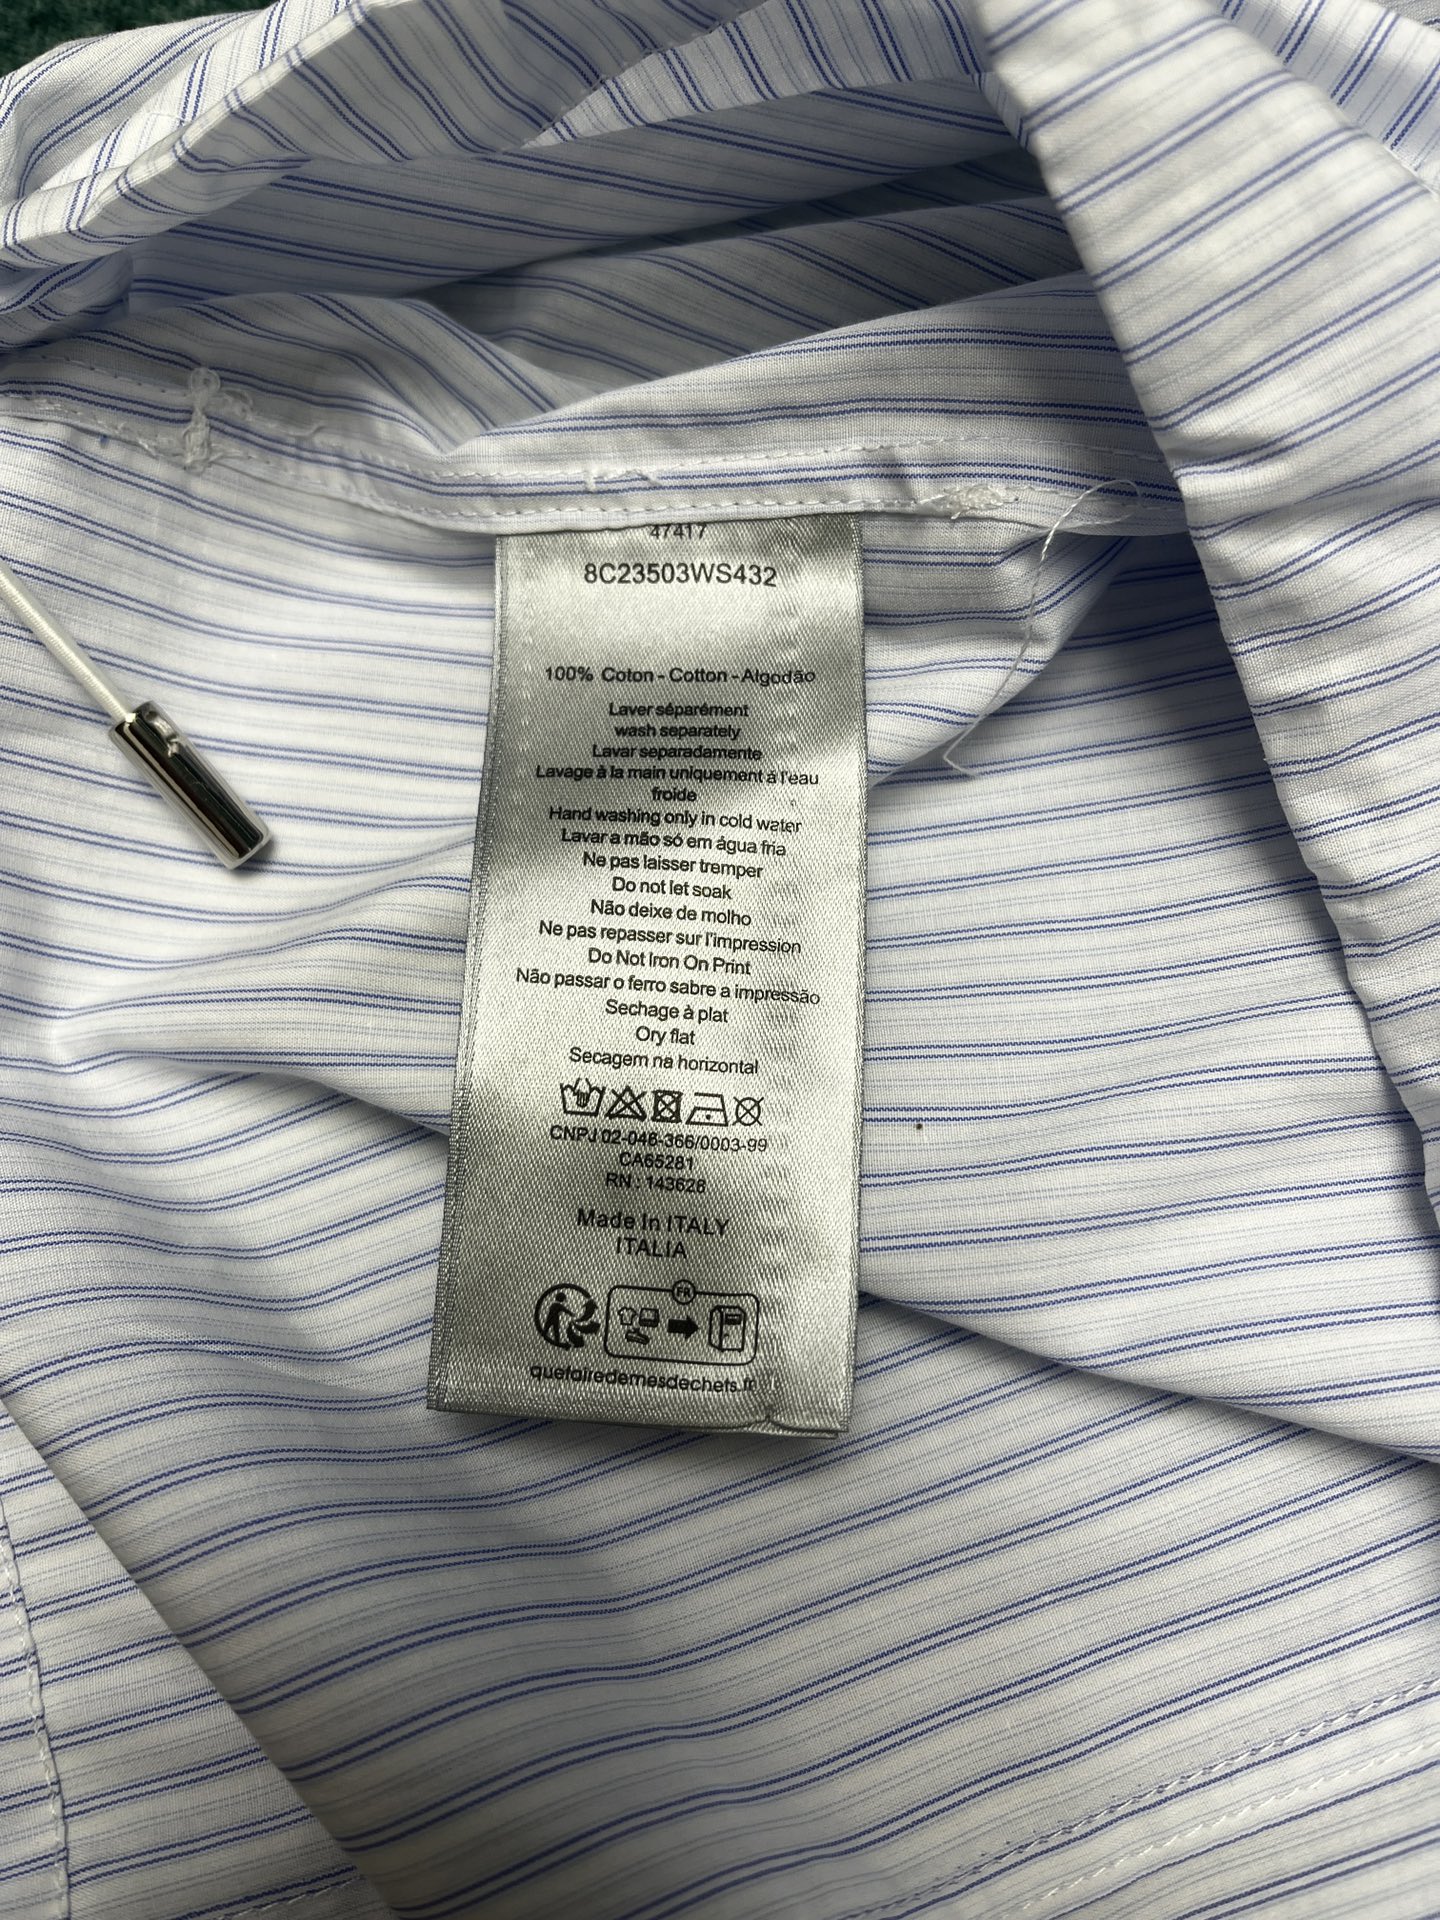 47417
8C23503WS432
100% Coton - Cotton - Algodão
Laver séparément
wash separately
Lavar separadamente
Lavage à la main uniquement à l'eau
froide
Hand washing only in cold water
Lavar a mão só em água fria
Ne pas laisser tremper
Do not let soak
Não deixe de molho
Ne pas repasser sur l'impression
Do Not Iron On Print
Não passar o ferro sabre a impressão
Sechage à plat
Ory flat
Secagem na horizontal
CNPJ 02-048-366/0003-99
CA65281
RN : 143628
Made In ITALY
ITALIA
FR
quefairedemesdechets.fr